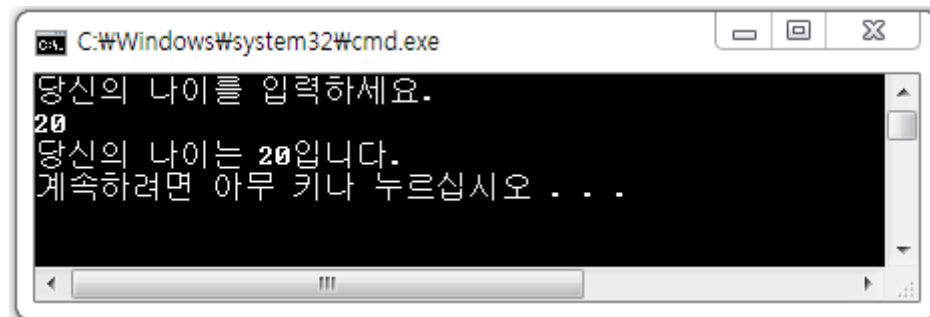 C:₩Windows₩system32₩cmd.exe
당신의 나이를 입력하세요.
20
당신의 나이는 20입니다.
계속하려면 아무 키나 누르십시오 . . .